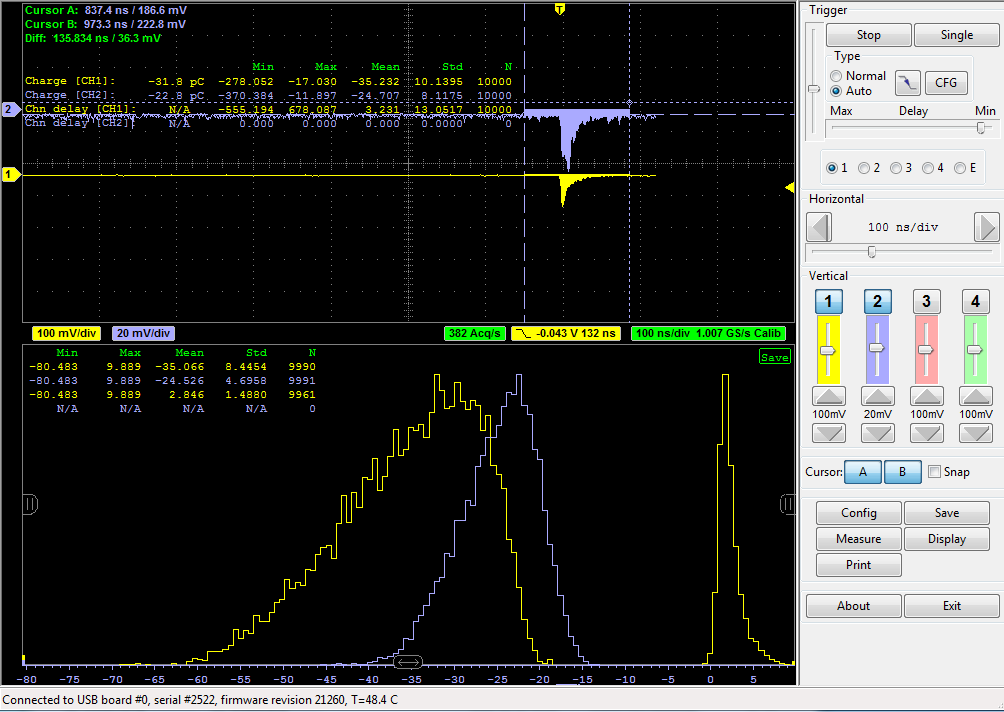 Cursor A: 837.4 ns / 186.6 mV
Cursor B: 973.3 ns / 222.8 mV
Diff: 135.834 ns / 36.3 mV
T
Min Max Mean Std N
Charge [CH1]: -31.8 pC -278.052 -17.030 -35.232 10.1395 10000
Charge [CH2]: -22.8 pC -370.384 -11.897 -24.707 8.1175 10000
Chn delay [CH1]: N/A -555.194 678.087 3.231 13.0517 10000
Chn delay [CH2]: N/A 0.000 0.000 0.000 0.0000 0
2
1
100 mV/div 20 mV/div 382 Acq/s -0.043 V 132 ns 100 ns/div 1.007 GS/s Calib
Min Max Mean Std N
-80.483 9.889 -35.066 8.4454 9990
-80.483 9.889 -24.526 4.6958 9991
-80.483 9.889 2.846 1.4880 9961
N/A N/A N/A N/A 0
Save
-80 -75 -70 -65 -60 -55 -50 -45 -40 -35 -30 -25 -20 -15 -10 -5 0 5
Trigger
Stop Single
Type
Normal
Auto
CFG
Max Delay Min
1 2 3 4 E
Horizontal
100 ns/div
Vertical
1 2 3 4
100mV 20mV 100mV 100mV
Cursor: A B Snap
Config Save
Measure Display
Print
About Exit
Connected to USB board #0, serial #2522, firmware revision 21260, T=48.4 C